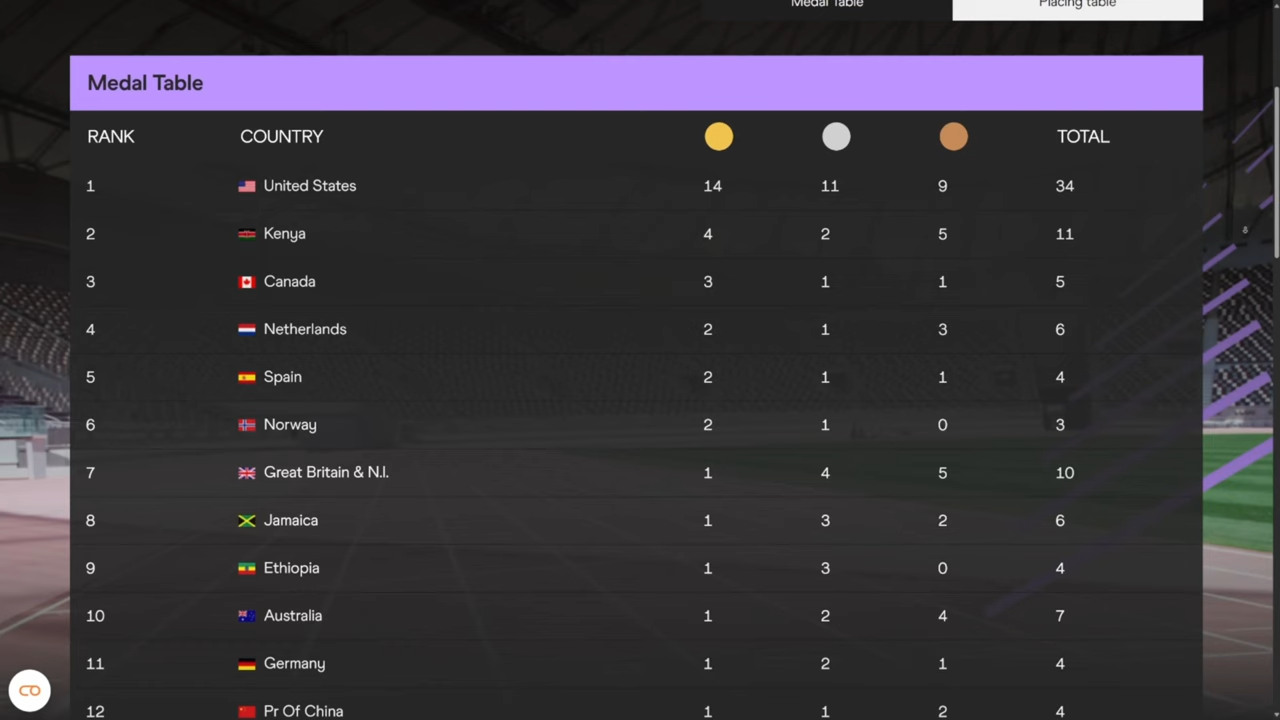 Medal Table Placing table
Medal Table
RANK COUNTRY TOTAL
1 United States 14 11 9 34
2 Kenya 4 2 5 11
3 Canada 3 1 1 5
4 Netherlands 2 1 3 6
5 Spain 2 1 1 4
6 Norway 2 1 0 3
7 Great Britain & N.I. 1 4 5 10
8 Jamaica 1 3 2 6
9 Ethiopia 1 3 0 4
10 Australia 1 2 4 7
11 Germany 1 2 1 4
12 Pr Of China 1 1 2 4